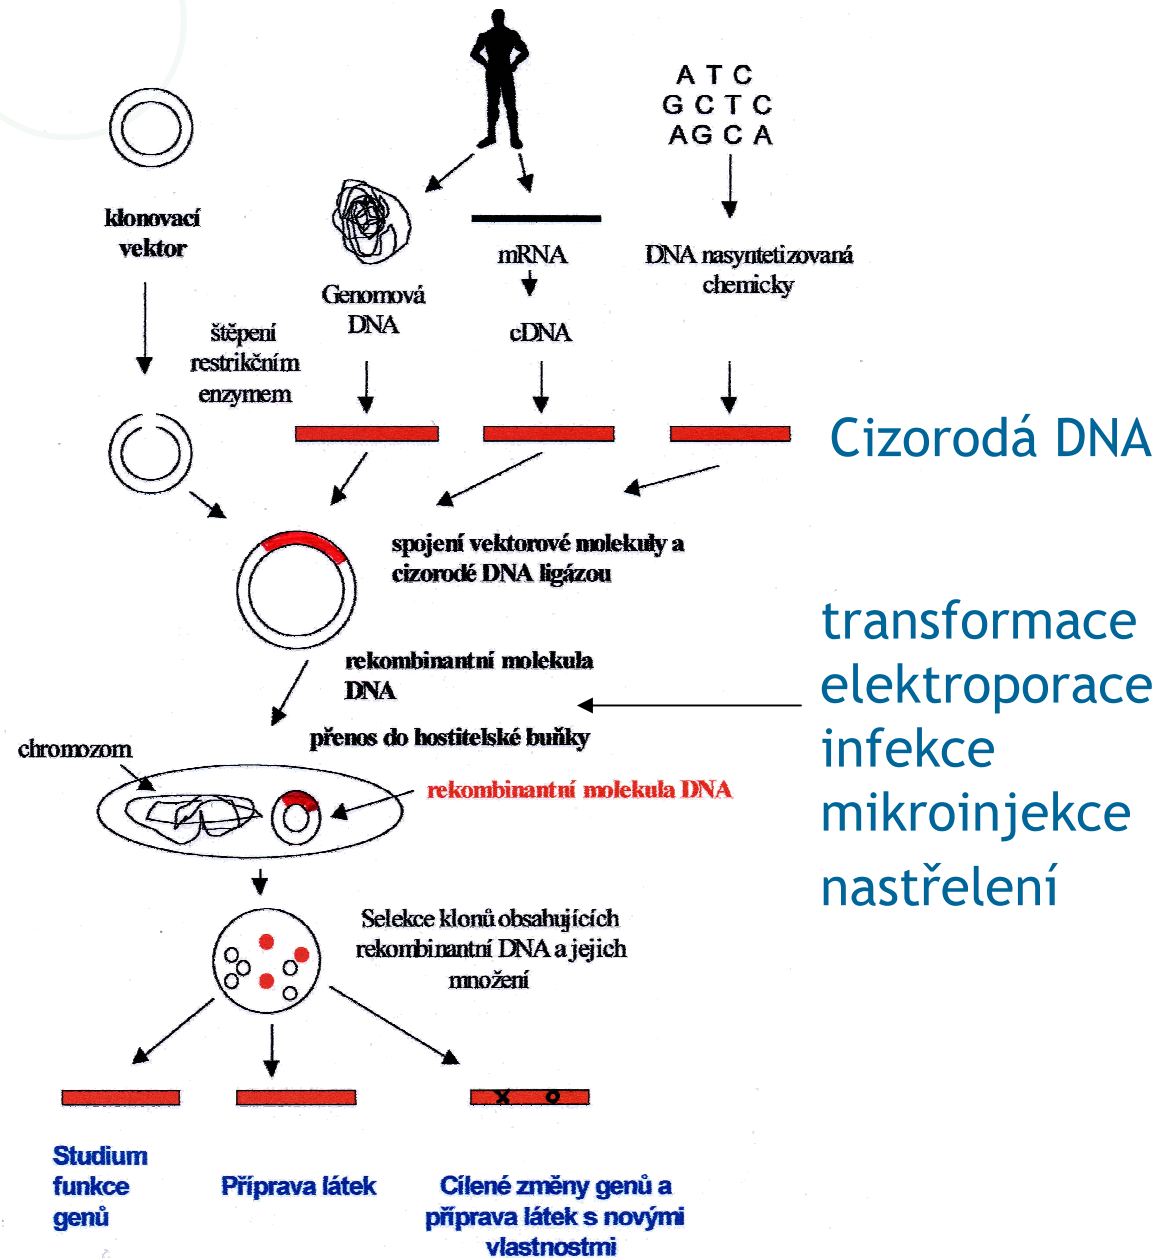 A T C
G C T C
A G C A
klonovací
vektor
mRNA
DNA nasyntetizovaná
chemicky
Genomová
DNA
cDNA
štěpení
restrikčním
enzymem
Cizorodá DNA
spojení vektorové molekuly a
cizorodé DNA ligázou
transformace
elektroporace
infekce
mikroinjekce
nastřelení
rekombinantní molekula
DNA
přenos do hostitelské buňky
chromozom
rekombinantní molekula DNA
Selekce klonů obsahujících
rekombinantní DNA a jejich
množení
x o
Studium
funkce
genů
Příprava látek
Cílené změny genů a
příprava látek s novými
vlastnostmi